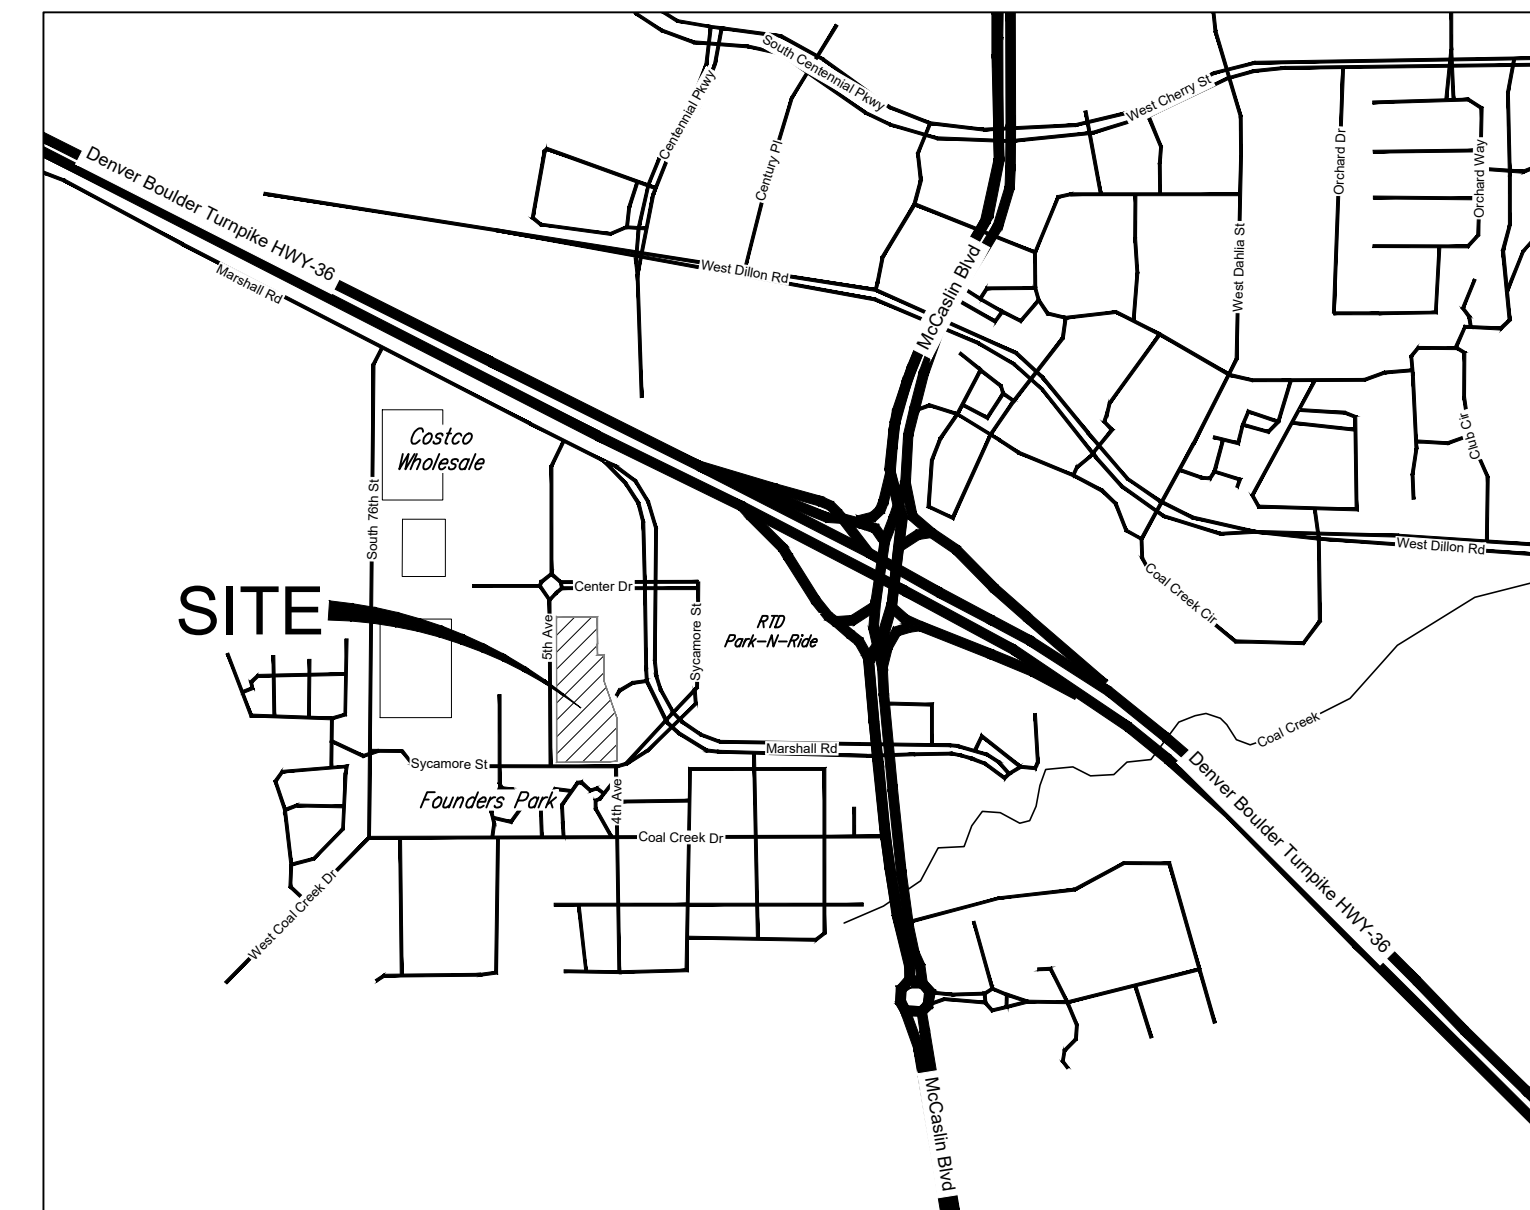 South Centennial Pkwy
Centennial Pkwy
Century Pl
West Cherry St
Orchard Dr
Orchard Way
Denver Boulder Turnpike HWY-36
Marshall Rd
West Dillon Rd
McCaslin Blvd
West Dahlia St
Costco
Wholesale
Club Cir
South 76th St
West Dillon Rd
SITE
Center Dr
5th Ave
Sycamore St
RTD
Park-N-Ride
Coal Creek Cir
Coal Creek
Marshall Rd
Sycamore St
Founders Park
4th Ave
Coal Creek Dr
Denver Boulder Turnpike HWY-36
West Coal Creek Dr
McCaslin Blvd